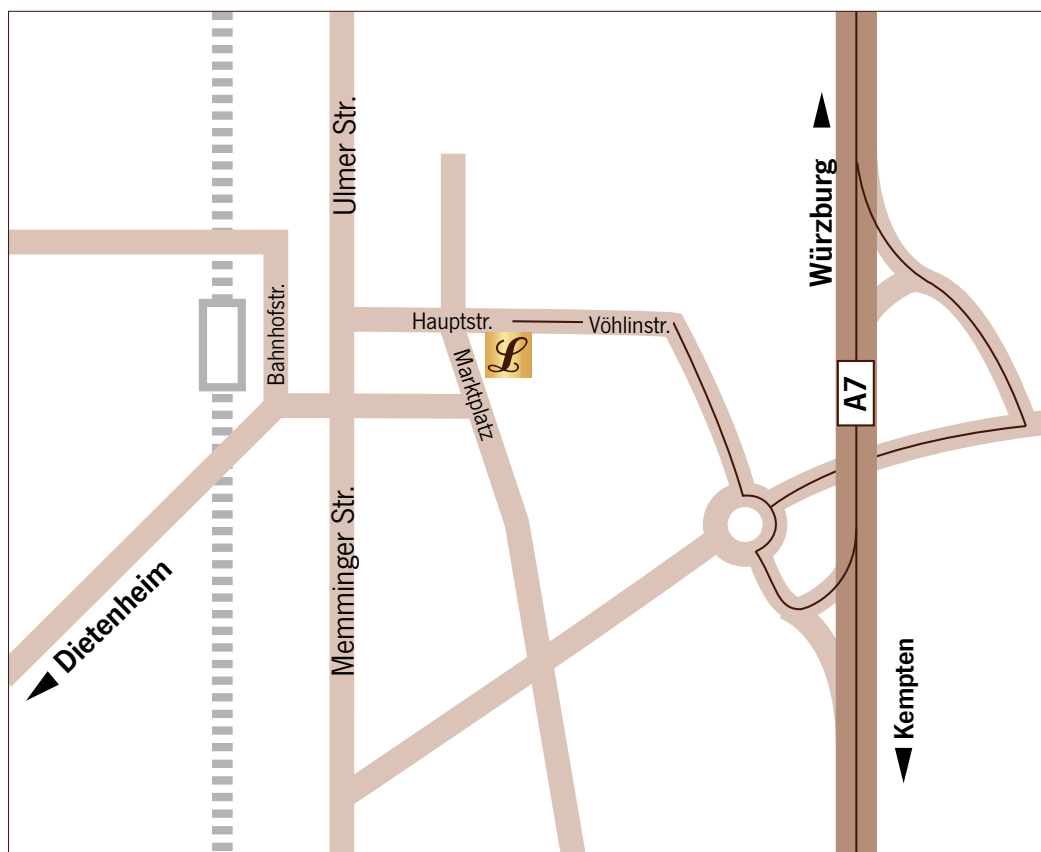 Ulmer Str.
Würzburg
Bahnhofstr.
Hauptstr.
Vöhlinstr.
L
Marktplatz
A7
Memminger Str.
Dietenheim
Kempten